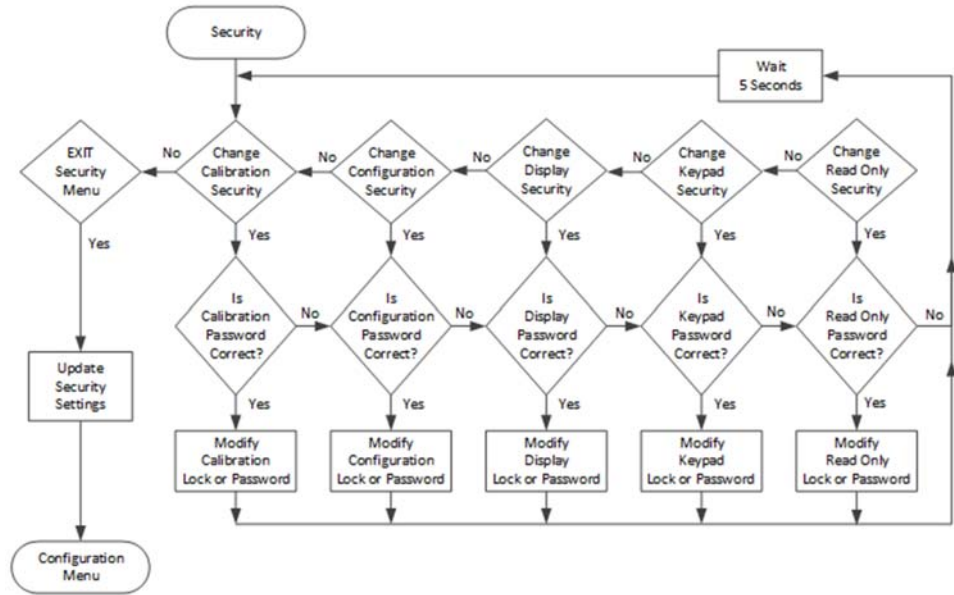 Security
Wait
5 Seconds
EXIT
Security
Menu
No
Change
Calibration
Security
No
Change
Configuration
Security
No
Change
Display
Security
No
Change
Keypad
Security
No
Change
Read Only
Security
Yes
Yes
Yes
Yes
Yes
Yes
Is
Calibration
Password
Correct?
No
Is
Configuration
Password
Correct?
No
Is
Display
Password
Correct?
No
Is
Keypad
Password
Correct?
No
Is
Read Only
Password
Correct?
No
Update
Security
Settings
Yes
Yes
Yes
Yes
Yes
Modify
Calibration
Lock or Password
Modify
Configuration
Lock or Password
Modify
Display
Lock or Password
Modify
Keypad
Lock or Password
Modify
Read Only
Lock or Password
Configuration
Menu